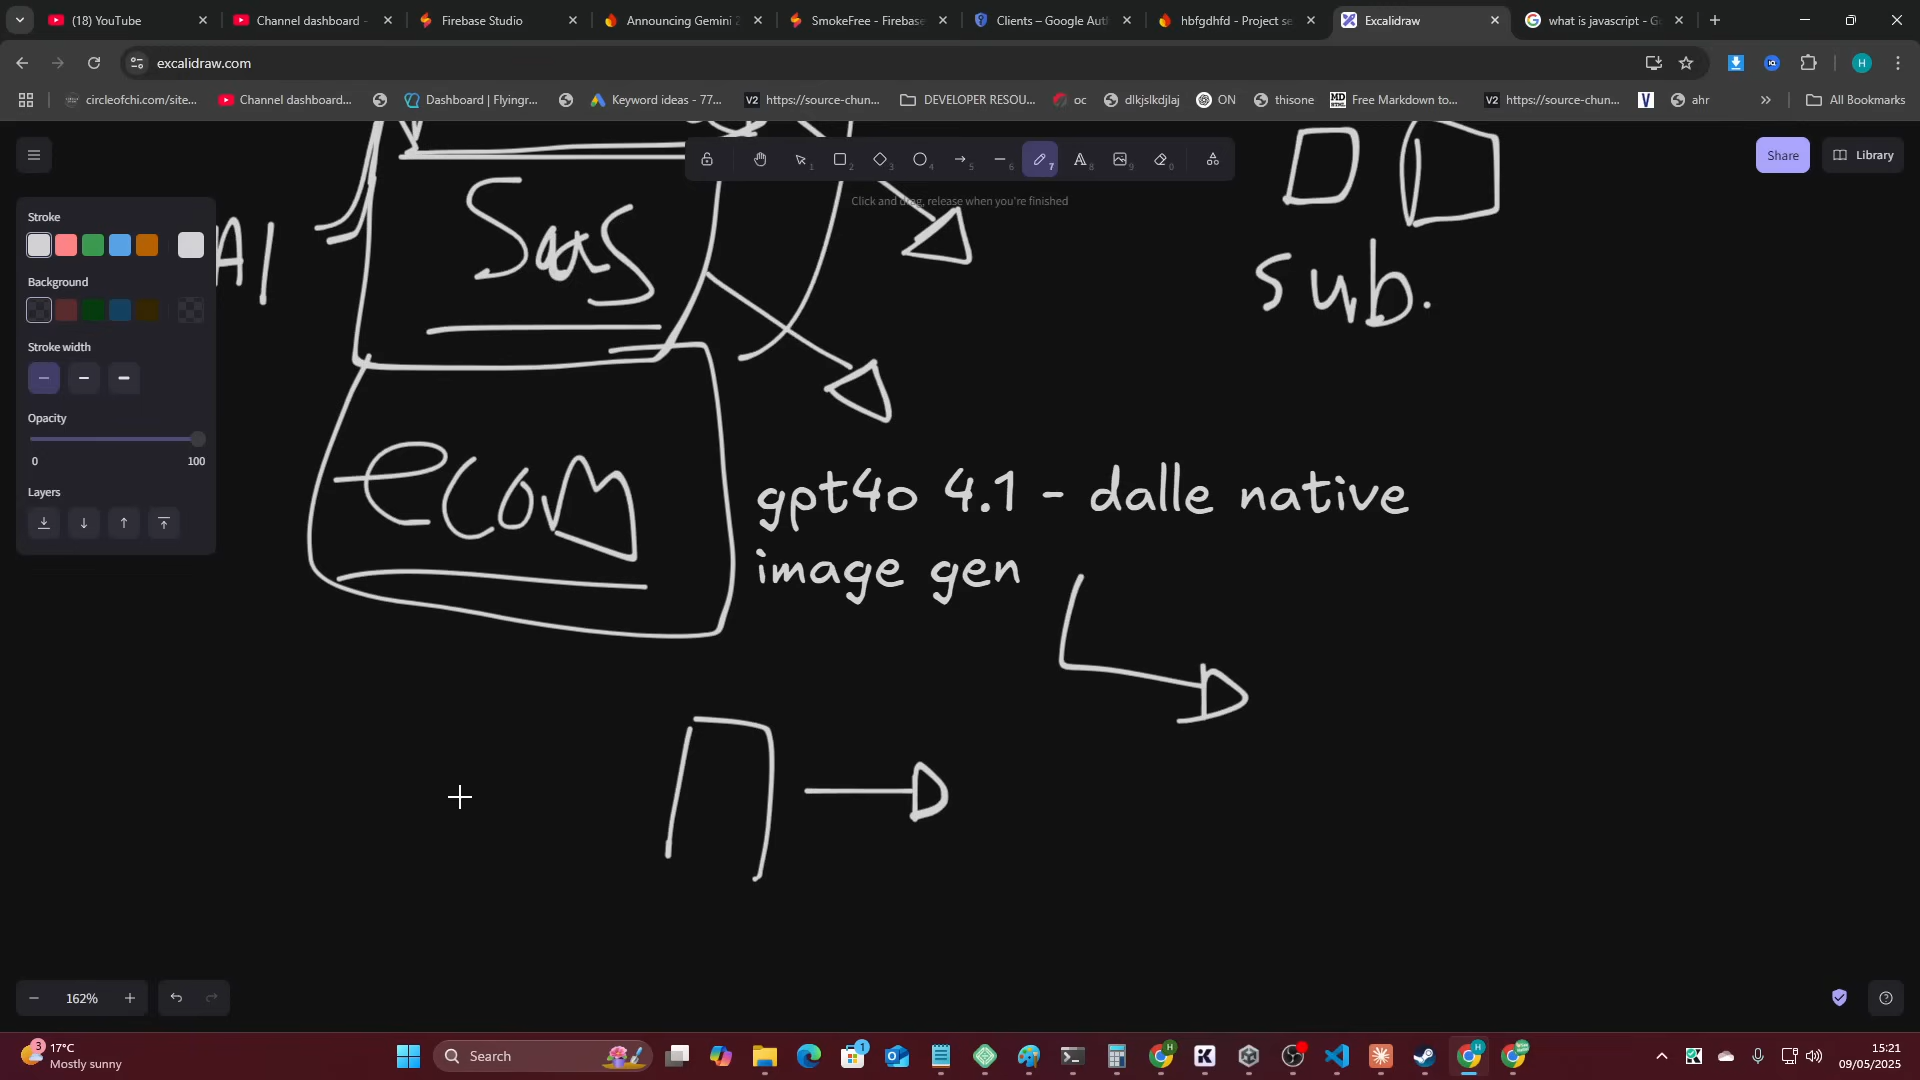 (18) YouTube
Channel dashboard -
Firebase Studio
Announcing Gemini 2
SmokeFree - Firebase
Clients – Google Auth
hbfgdhfd - Project se
Excalidraw
what is javascript - Go
excalidraw.com
circleofchi.com/site...
Channel dashboard...
Dashboard | Flyingr...
Keyword ideas - 77...
https://source-chun...
DEVELOPER RESOU...
oc
dlkjslkdjlaj
ON
thisone
Free Markdown to...
https://source-chun...
ahr
All Bookmarks
Share
Library
Click and drag, release when you're finished
Stroke
Background
Stroke width
Opacity
0 100
Layers
AI
SaaS
sub.
ecom
gpt4o 4.1 - dalle native
image gen
162%
17°C
Mostly sunny
Search
15:21
09/05/2025